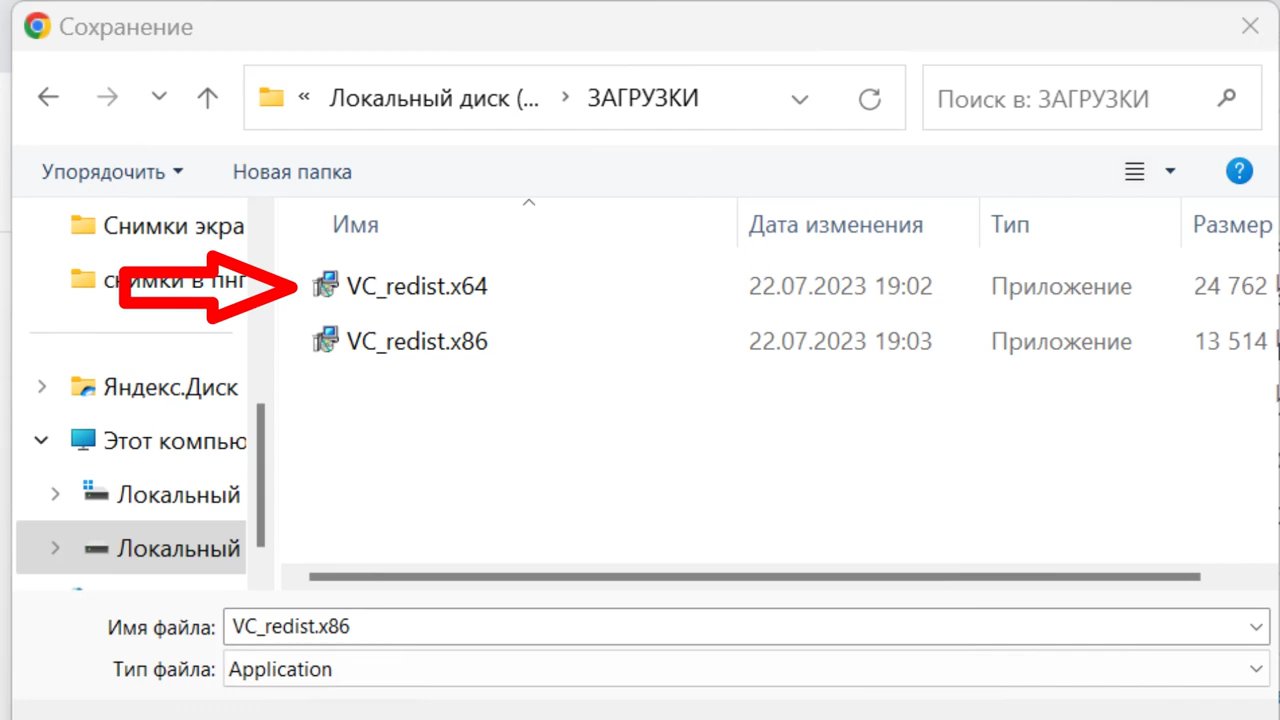 Сохранение
« Локальный диск (... › ЗАГРУЗКИ
Поиск в: ЗАГРУЗКИ
Упорядочить
Новая папка
?
Снимки экра
снимки в пнг
Яндекс.Диск
Этот компью
Локальный
Локальный
Имя Дата изменения Тип Размер
VC_redist.x64 22.07.2023 19:02 Приложение 24 762
VC_redist.x86 22.07.2023 19:03 Приложение 13 514
Имя файла: VC_redist.x86
Тип файла: Application